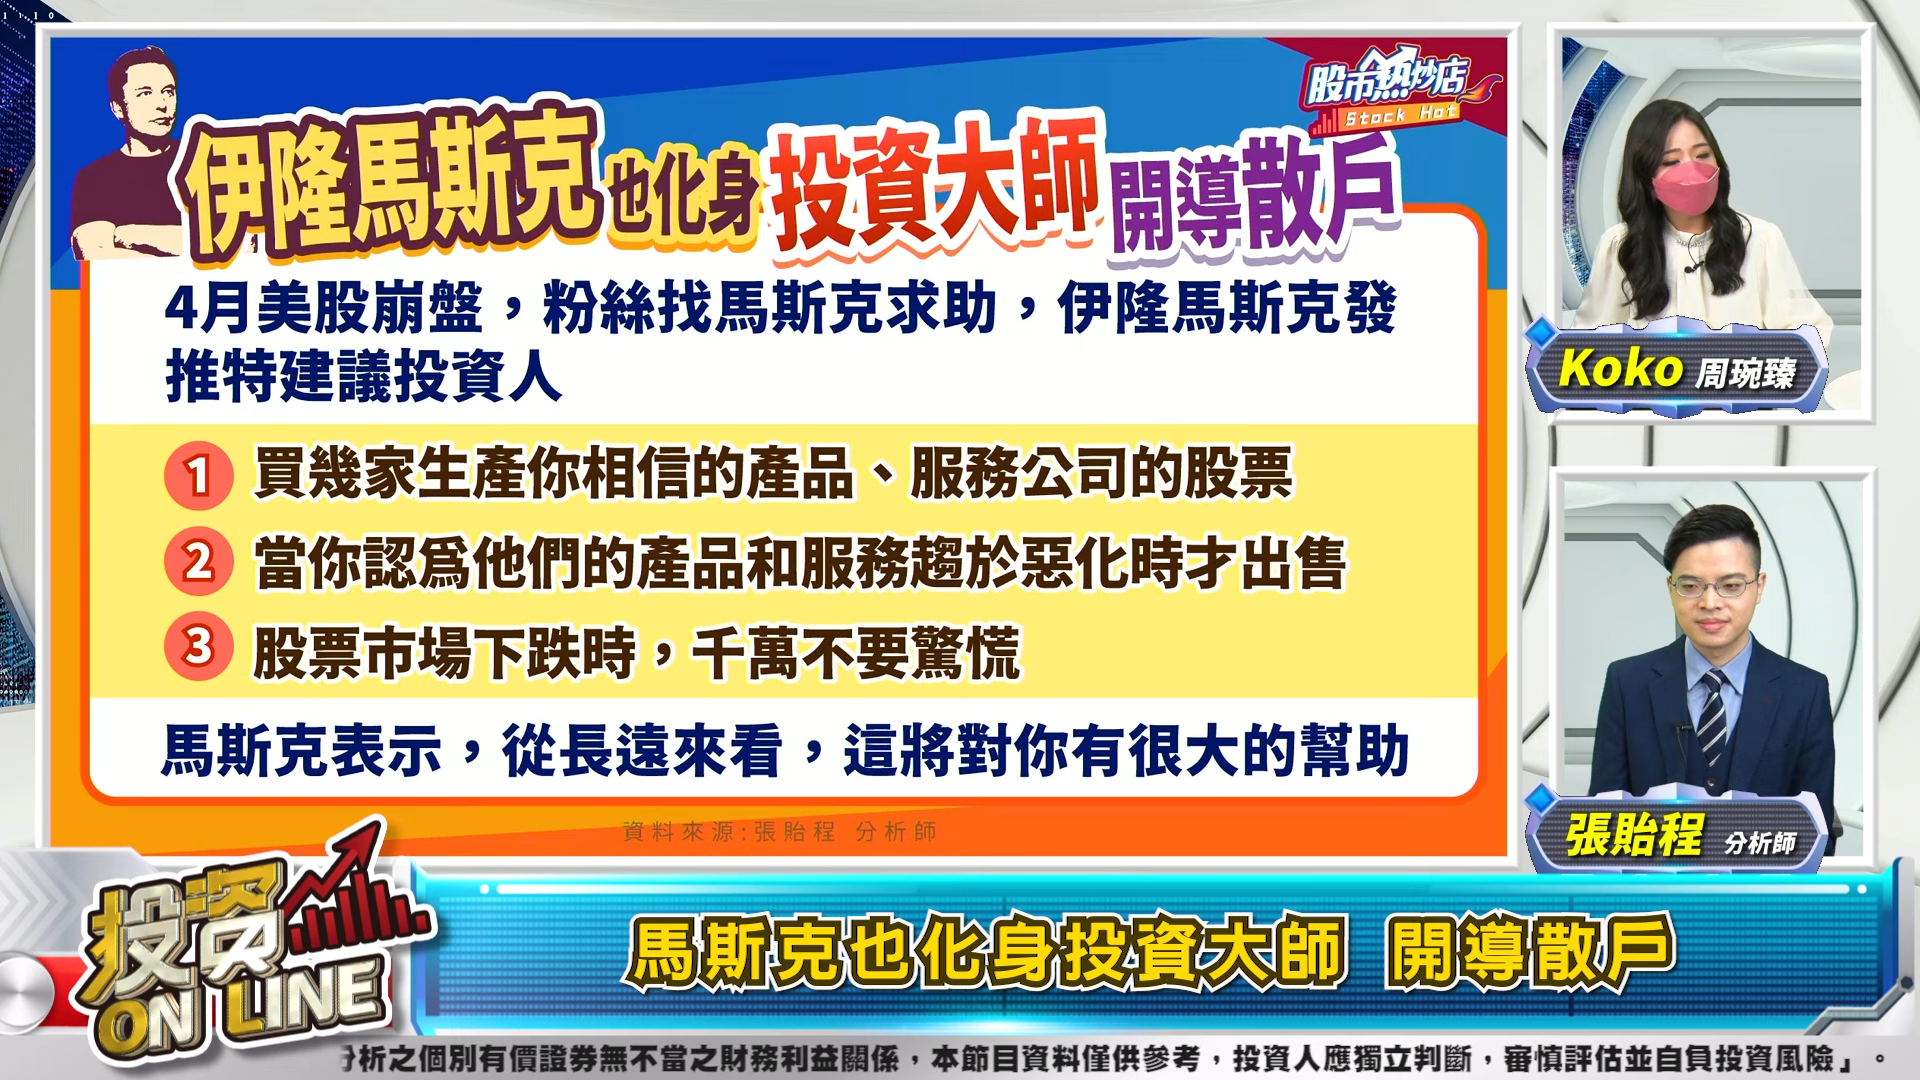 股市熱炒店
Stock Hot
伊隆馬斯克也化身投資大師開導散戶
4月美股崩盤，粉絲找馬斯克求助，伊隆馬斯克發
推特建議投資人
1 買幾家生產你相信的產品、服務公司的股票
2 當你認爲他們的產品和服務趨於惡化時才出售
3 股票市場下跌時，千萬不要驚慌
馬斯克表示，從長遠來看，這將對你有很大的幫助
資料來源:張貽程 分析師
Koko 周琬臻
張貽程 分析師
投資
ON LINE
馬斯克也化身投資大師 開導散戶
分析之個別有價證券無不當之財務利益關係，本節目資料僅供參考，投資人應獨立判斷，審慎評估並自負投資風險」。